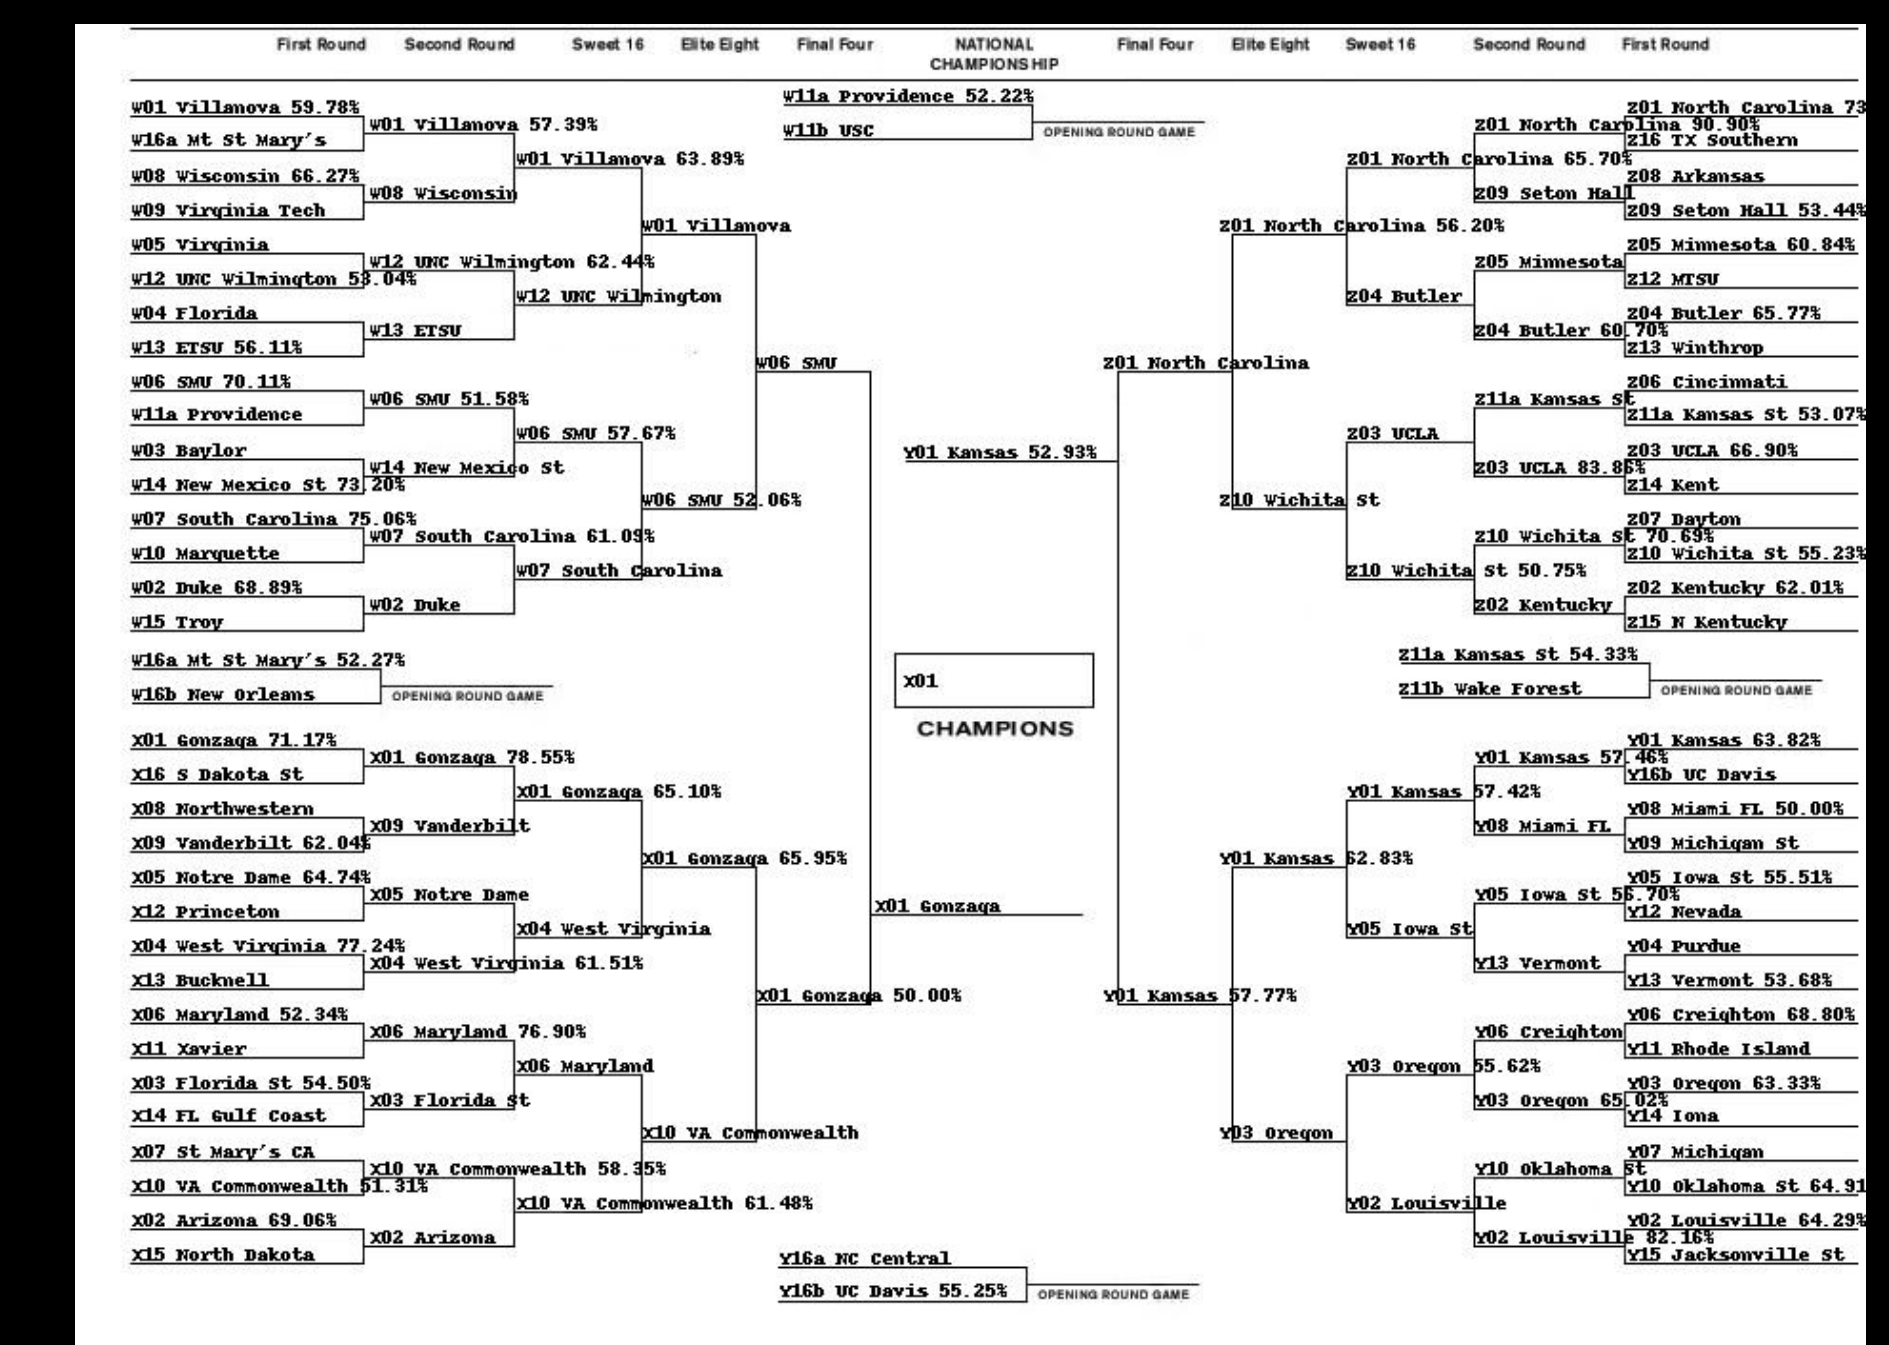 First Round Second Round Sweet 16 Elite Eight Final Four NATIONAL CHAMPIONSHIP Final Four Elite Eight Sweet 16 Second Round First Round
W01 Villanova 59.78%
W16a Mt St Mary's
W08 Wisconsin 66.27%
W09 Virginia Tech
W05 Virginia
W12 UNC Wilmington 53.04%
W04 Florida
W13 ETSU 56.11%
W06 SMU 70.11%
W11a Providence
W03 Baylor
W14 New Mexico St 73.20%
W07 South Carolina 75.06%
W10 Marquette
W02 Duke 68.89%
W15 Troy
W01 Villanova 57.39%
W08 Wisconsin
W12 UNC Wilmington 62.44%
W13 ETSU
W06 SMU 51.58%
W14 New Mexico St
W07 South Carolina 61.09%
W02 Duke
W01 Villanova 63.89%
W12 UNC Wilmington
W06 SMU 57.67%
W07 South Carolina
W01 Villanova
W06 SMU 52.06%
W06 SMU
W16a Mt St Mary's 52.27%
W16b New Orleans
OPENING ROUND GAME
X01 Gonzaga 71.17%
X16 S Dakota St
X08 Northwestern
X09 Vanderbilt 62.04%
X05 Notre Dame 64.74%
X12 Princeton
X04 West Virginia 77.24%
X13 Bucknell
X06 Maryland 52.34%
X11 Xavier
X03 Florida St 54.50%
X14 FL Gulf Coast
X07 St Mary's CA
X10 VA Commonwealth 51.31%
X02 Arizona 69.06%
X15 North Dakota
X01 Gonzaga 78.55%
X09 Vanderbilt
X05 Notre Dame
X04 West Virginia 61.51%
X06 Maryland 76.90%
X03 Florida St
X10 VA Commonwealth 58.35%
X02 Arizona
X01 Gonzaga 65.10%
X04 West Virginia
X06 Maryland
X10 VA Commonwealth 61.48%
X01 Gonzaga 65.95%
X10 VA Commonwealth
X01 Gonzaga 50.00%
W11a Providence 52.22%
W11b USC
OPENING ROUND GAME
Y01 Kansas 52.93%
X01
CHAMPIONS
X01 Gonzaga
Y16a NC Central
Y16b UC Davis 55.25%
OPENING ROUND GAME
Z01 North Carolina
Z01 North Carolina 56.20%
Z10 Wichita St
Z01 North Carolina 65.70%
Z04 Butler
Z03 UCLA
Z10 Wichita St 50.75%
Z01 North Carolina 90.90%
Z09 Seton Hall
Z05 Minnesota
Z04 Butler 60.70%
Z11a Kansas St
Z03 UCLA 83.86%
Z10 Wichita St 70.69%
Z02 Kentucky
Z01 North Carolina 73
Z16 TX Southern
Z08 Arkansas
Z09 Seton Hall 53.44%
Z05 Minnesota 60.84%
Z12 MTSU
Z04 Butler 65.77%
Z13 Winthrop
Z06 Cincinnati
Z11a Kansas St 53.07%
Z03 UCLA 66.90%
Z14 Kent
Z07 Dayton
Z10 Wichita St 55.23%
Z02 Kentucky 62.01%
Z15 N Kentucky
Z11a Kansas St 54.33%
Z11b Wake Forest
OPENING ROUND GAME
Y01 Kansas 57.77%
Y01 Kansas 62.83%
Y03 Oregon
Y01 Kansas 57.42%
Y05 Iowa St
Y03 Oregon 55.62%
Y02 Louisville
Y01 Kansas 57.46%
Y08 Miami FL
Y05 Iowa St 56.70%
Y13 Vermont
Y06 Creighton
Y03 Oregon 65.02%
Y10 Oklahoma St
Y02 Louisville 82.16%
Y01 Kansas 63.82%
Y16b UC Davis
Y08 Miami FL 50.00%
Y09 Michigan St
Y05 Iowa St 55.51%
Y12 Nevada
Y04 Purdue
Y13 Vermont 53.68%
Y06 Creighton 68.80%
Y11 Rhode Island
Y03 Oregon 63.33%
Y14 Iona
Y07 Michigan
Y10 Oklahoma St 64.91
Y02 Louisville 64.29%
Y15 Jacksonville St